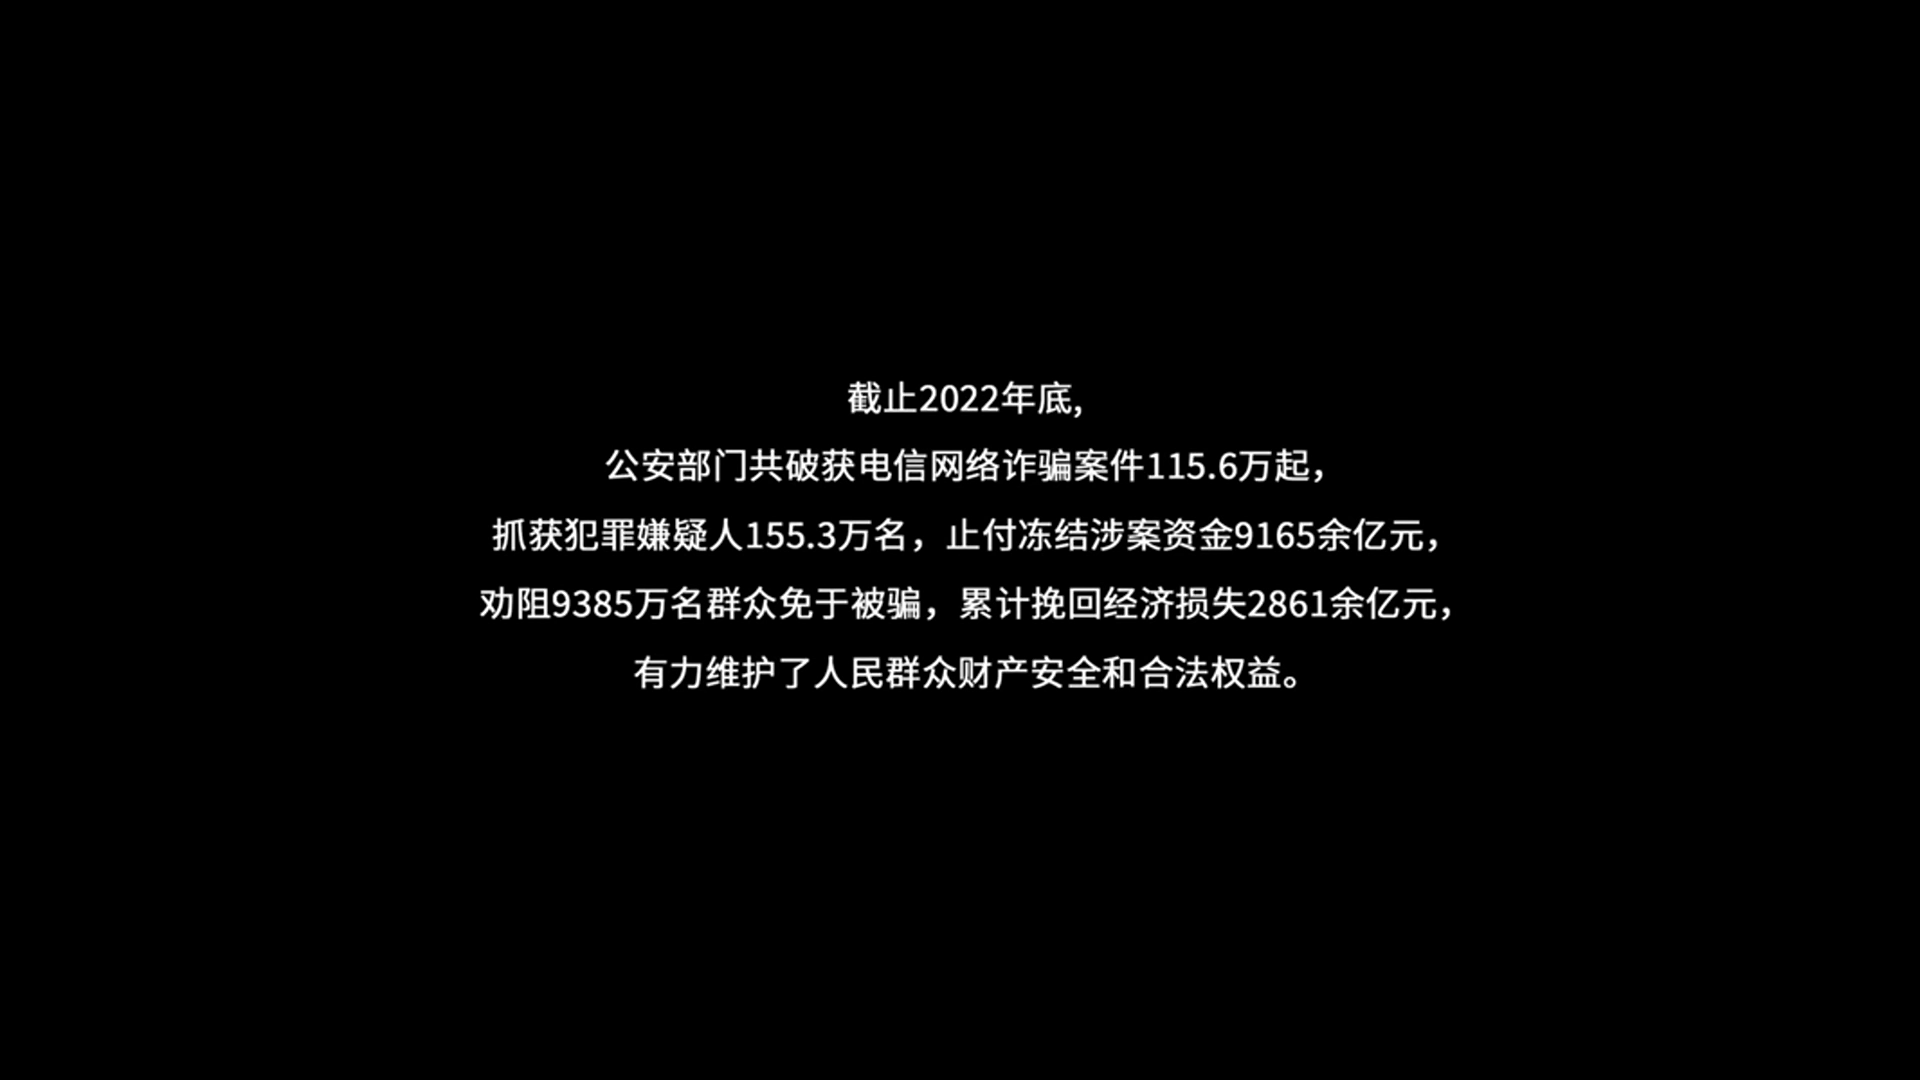 截止2022年底,
公安部门共破获电信网络诈骗案件115.6万起，
抓获犯罪嫌疑人155.3万名，止付冻结涉案资金9165余亿元，
劝阻9385万名群众免于被骗，累计挽回经济损失2861余亿元，
有力维护了人民群众财产安全和合法权益。